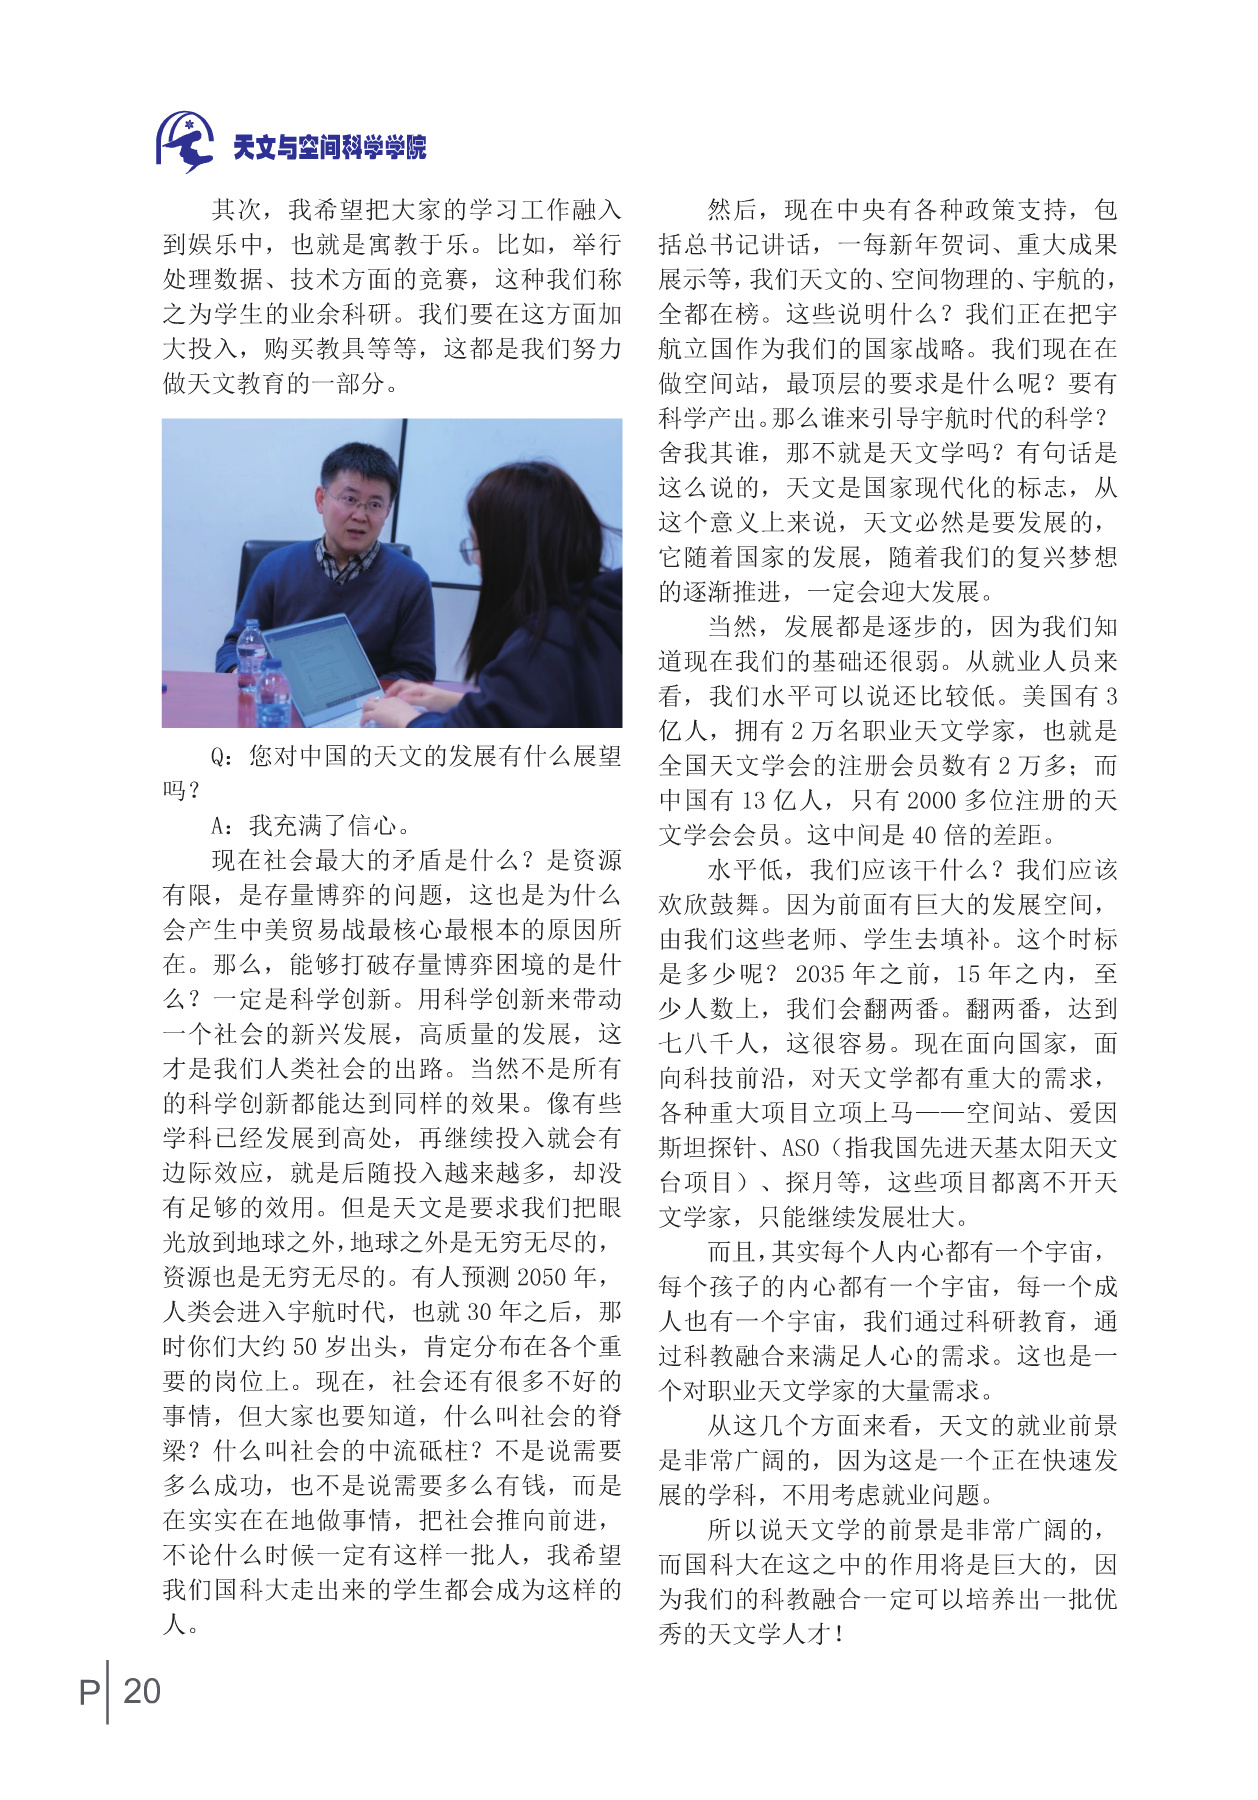 天文与空间科学学院
其次，我希望把大家的学习工作融入
到娱乐中，也就是寓教于乐。比如，举行
处理数据、技术方面的竞赛，这种我们称
之为学生的业余科研。我们要在这方面加
大投入，购买教具等等，这都是我们努力
做天文教育的一部分。
Q：您对中国的天文的发展有什么展望
吗？
A：我充满了信心。
现在社会最大的矛盾是什么？是资源
有限，是存量博弈的问题，这也是为什么
会产生中美贸易战最核心最根本的原因所
在。那么，能够打破存量博弈困境的是什
么？一定是科学创新。用科学创新来带动
一个社会的新兴发展，高质量的发展，这
才是我们人类社会的出路。当然不是所有
的科学创新都能达到同样的效果。像有些
学科已经发展到高处，再继续投入就会有
边际效应，就是后随投入越来越多，却没
有足够的效用。但是天文是要求我们把眼
光放到地球之外，地球之外是无穷无尽的，
资源也是无穷无尽的。有人预测 2050 年，
人类会进入宇航时代，也就 30 年之后，那
时你们大约 50 岁出头，肯定分布在各个重
要的岗位上。现在，社会还有很多不好的
事情，但大家也要知道，什么叫社会的脊
梁？什么叫社会的中流砥柱？不是说需要
多么成功，也不是说需要多么有钱，而是
在实实在在地做事情，把社会推向前进，
不论什么时候一定有这样一批人，我希望
我们国科大走出来的学生都会成为这样的
人。
然后，现在中央有各种政策支持，包
括总书记讲话，一每新年贺词、重大成果
展示等，我们天文的、空间物理的、宇航的，
全都在榜。这些说明什么？我们正在把宇
航立国作为我们的国家战略。我们现在在
做空间站，最顶层的要求是什么呢？要有
科学产出。那么谁来引导宇航时代的科学？
舍我其谁，那不就是天文学吗？有句话是
这么说的，天文是国家现代化的标志，从
这个意义上来说，天文必然是要发展的，
它随着国家的发展，随着我们的复兴梦想
的逐渐推进，一定会迎大发展。
当然，发展都是逐步的，因为我们知
道现在我们的基础还很弱。从就业人员来
看，我们水平可以说还比较低。美国有 3
亿人，拥有 2 万名职业天文学家，也就是
全国天文学会的注册会员数有 2 万多；而
中国有 13 亿人，只有 2000 多位注册的天
文学会会员。这中间是 40 倍的差距。
水平低，我们应该干什么？我们应该
欢欣鼓舞。因为前面有巨大的发展空间，
由我们这些老师、学生去填补。这个时标
是多少呢？ 2035 年之前，15 年之内，至
少人数上，我们会翻两番。翻两番，达到
七八千人，这很容易。现在面向国家，面
向科技前沿，对天文学都有重大的需求，
各种重大项目立项上马——空间站、爱因
斯坦探针、ASO（指我国先进天基太阳天文
台项目）、探月等，这些项目都离不开天
文学家，只能继续发展壮大。
而且，其实每个人内心都有一个宇宙，
每个孩子的内心都有一个宇宙，每一个成
人也有一个宇宙，我们通过科研教育，通
过科教融合来满足人心的需求。这也是一
个对职业天文学家的大量需求。
从这几个方面来看，天文的就业前景
是非常广阔的，因为这是一个正在快速发
展的学科，不用考虑就业问题。
所以说天文学的前景是非常广阔的，
而国科大在这之中的作用将是巨大的，因
为我们的科教融合一定可以培养出一批优
秀的天文学人才！
P 20